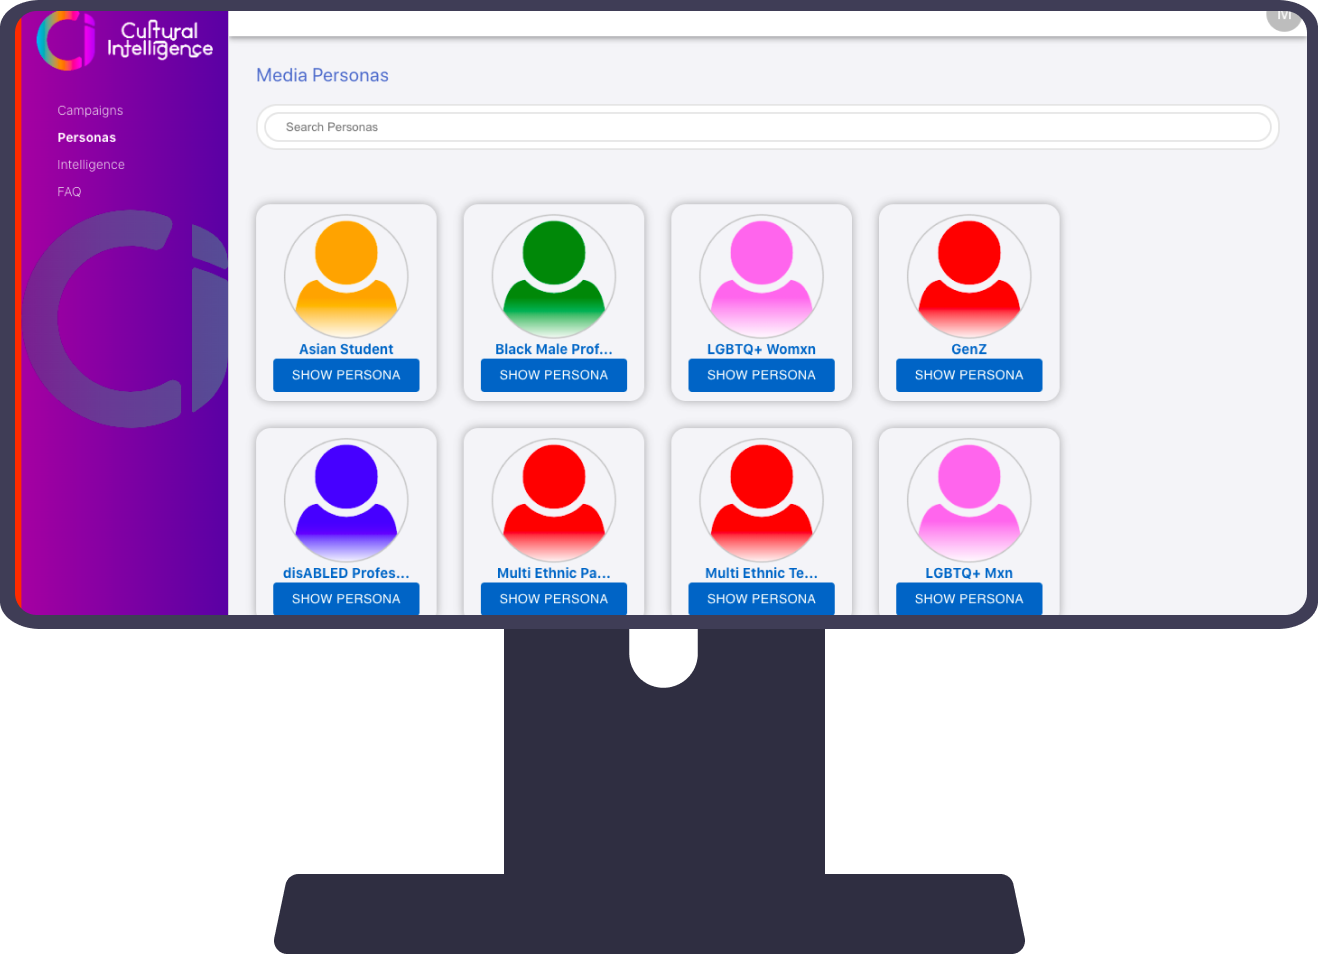 Cultural
Intelligence
M
Campaigns
Personas
Intelligence
FAQ
Media Personas
Search Personas
Asian Student
SHOW PERSONA
Black Male Prof...
SHOW PERSONA
LGBTQ+ Womxn
SHOW PERSONA
GenZ
SHOW PERSONA
disABLED Profes...
SHOW PERSONA
Multi Ethnic Pa...
SHOW PERSONA
Multi Ethnic Te...
SHOW PERSONA
LGBTQ+ Mxn
SHOW PERSONA